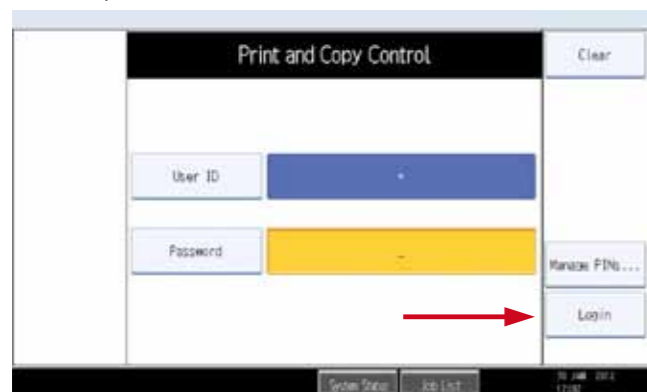 Print and Copy Control
Clear
User ID
Password
Manage PINs...
Login
System Status
Job List